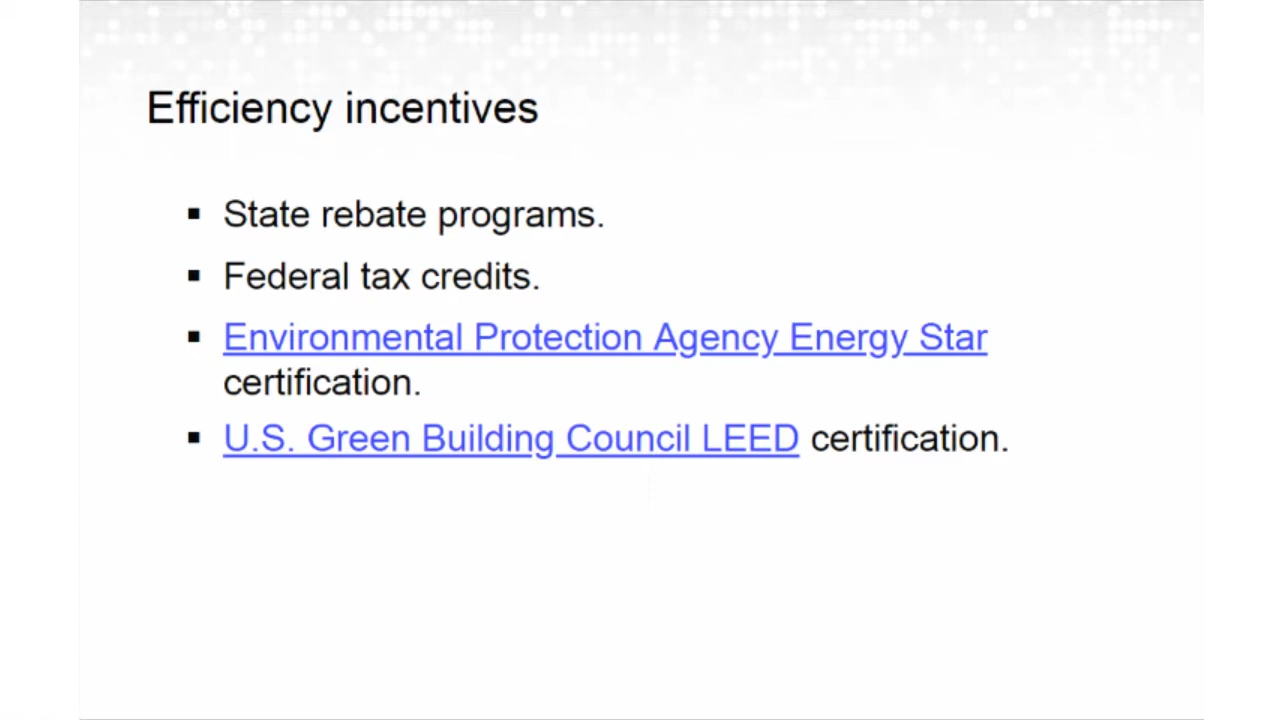 Efficiency incentives
▪ State rebate programs.
▪ Federal tax credits.
▪ Environmental Protection Agency Energy Star
certification.
▪ U.S. Green Building Council LEED certification.